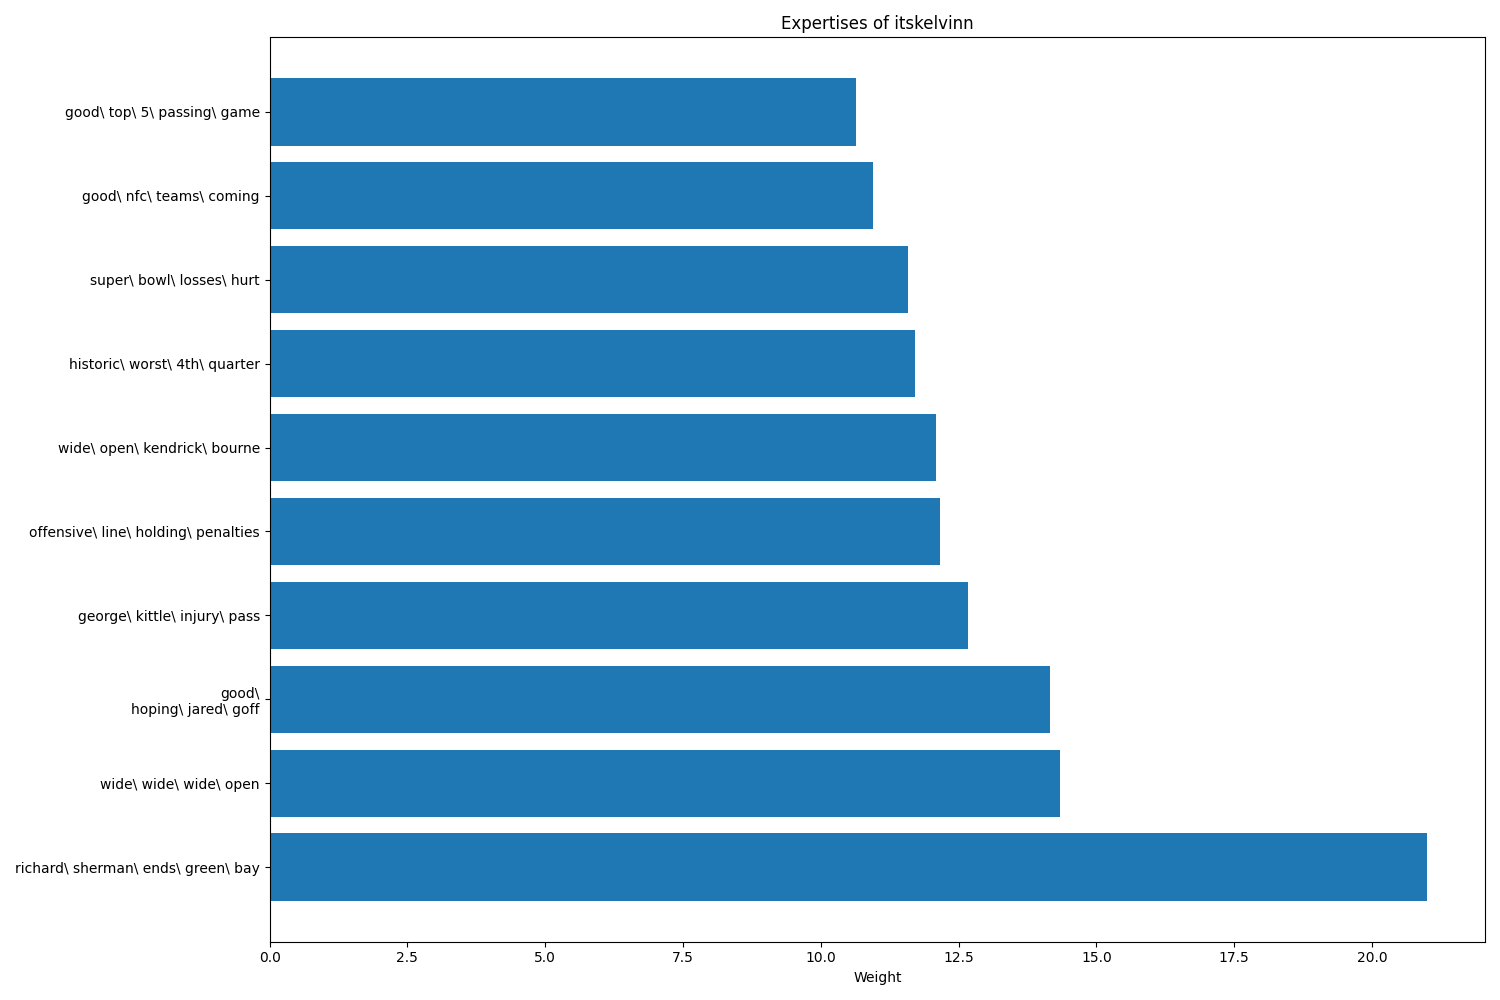 Expertises of itskelvinn
good\ top\ 5\ passing\ game
good\ nfc\ teams\ coming
super\ bowl\ losses\ hurt
historic\ worst\ 4th\ quarter
wide\ open\ kendrick\ bourne
offensive\ line\ holding\ penalties
george\ kittle\ injury\ pass
good\
hoping\ jared\ goff
wide\ wide\ wide\ open
richard\ sherman\ ends\ green\ bay
0.0 2.5 5.0 7.5 10.0 12.5 15.0 17.5 20.0
Weight